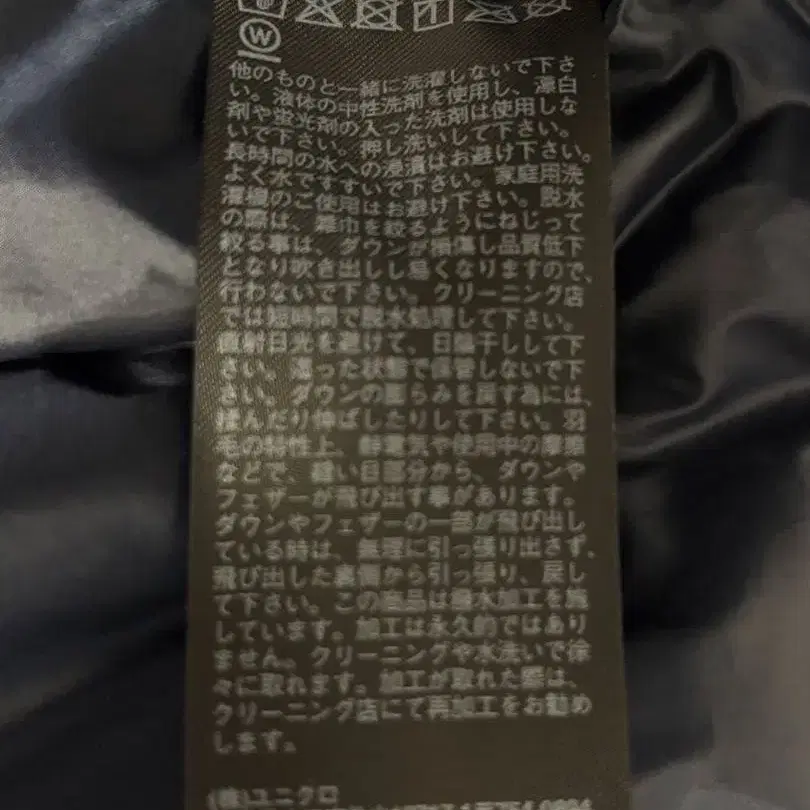 W
他のものと一緒に洗濯しないで下さ
い。液体の中性洗剤を使用し、漂白
剤や蛍光剤の入った洗剤は使用しな
いで下さい。押し洗いして下さい。
長時間の水への浸漬はお避け下さい。
よく水ですすいで下さい。家庭用洗
濯機のご使用はお避け下さい。脱水
の際は、雑巾を絞るようにねじって
絞る事は、ダウンが損傷し品質低下
となり吹き出しし易くなりますので、
行わないで下さい。クリーニング店
では短時間で脱水処理して下さい。
直射日光を避けて、日陰干しして下
さい。湿った状態で保管しないで下
さい。ダウンの膨らみを戻す為には、
揉んだり伸ばしたりして下さい。羽
毛の特性上、静電気や使用中の摩擦
などで、縫い目部分から、ダウンや
フェザーが飛び出す事があります。
ダウンやフェザーの一部が飛び出し
ている時は、無理に引っ張り出さず、
飛び出した裏側から引っ張り、戻し
て下さい。この商品は撥水加工を施
しています。加工は永久的ではあり
ません。クリーニングや水洗いで徐
々に取れます。加工が取れた際は、
クリーニング店にて再加工をお勧め
します。
(株)ユニクロ